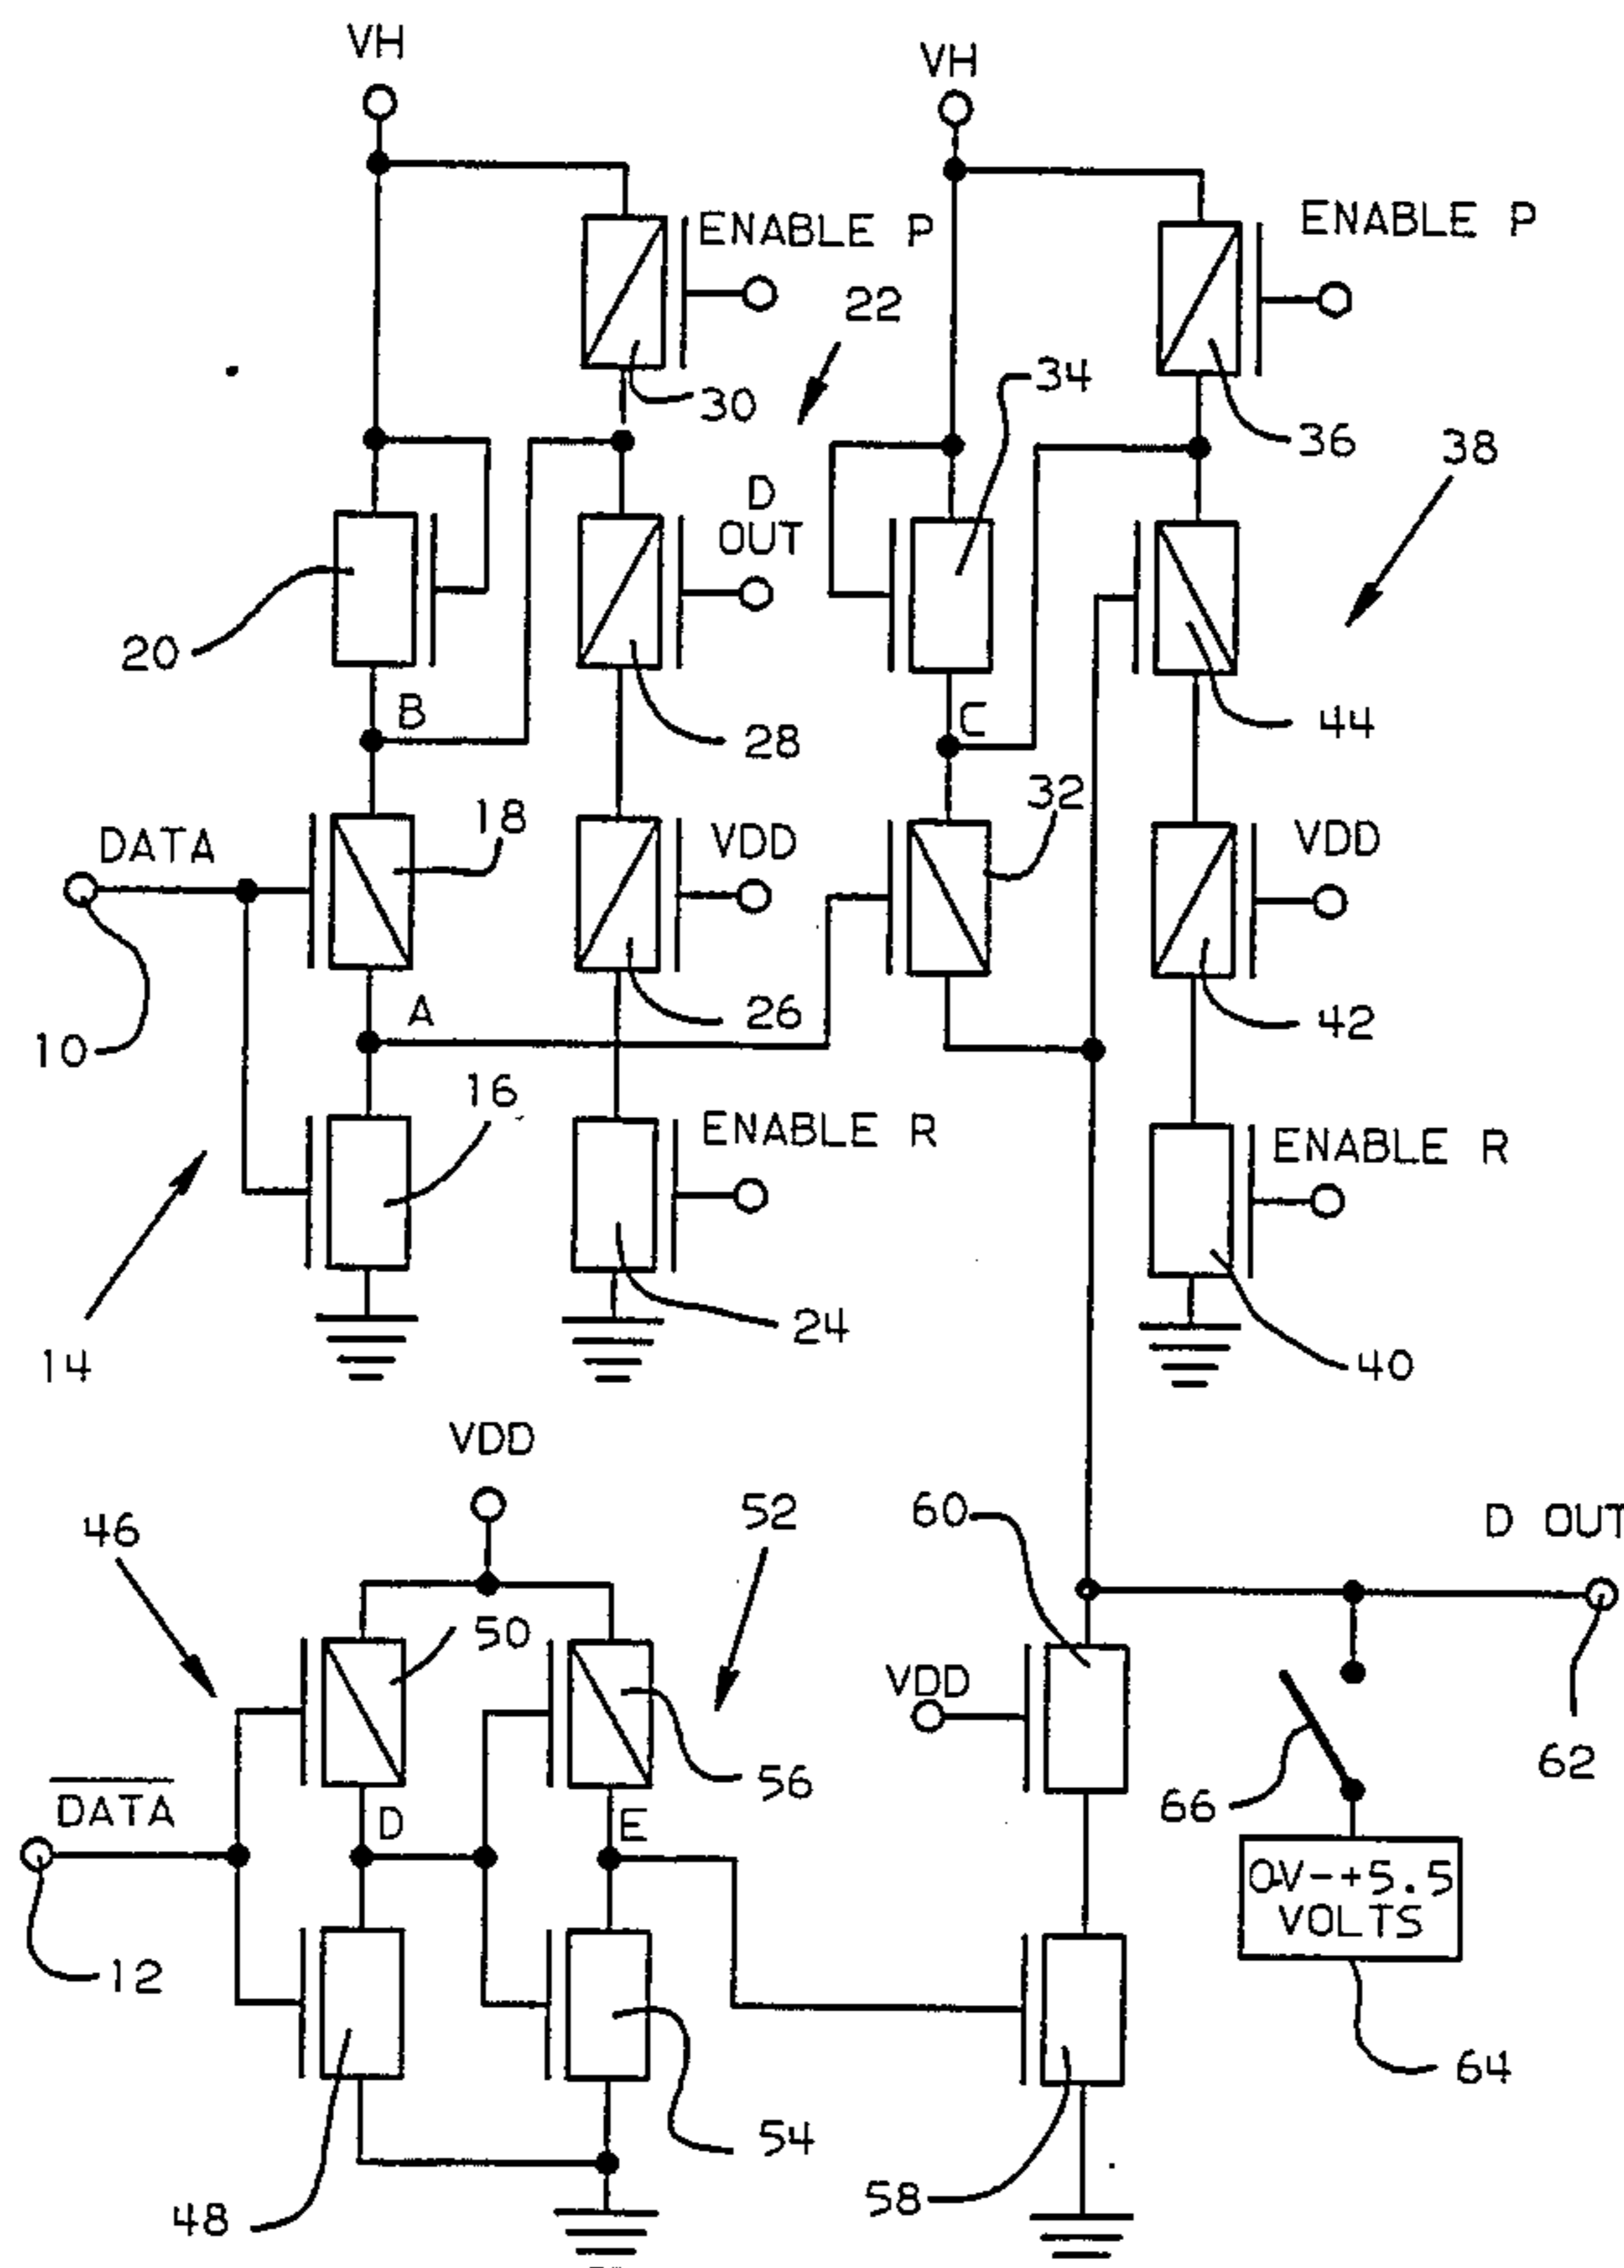 VH
VH
ENABLE P
ENABLE P
22
34
30
36
38
D
OUT
20
B
C
28
44
18
32
DATA
VDD
VDD
A
26
42
10
16
ENABLE R
ENABLE R
24
14
40
VDD
46
52
60
D OUT
50
VDD
56
62
66
DATA
D
E
0V-+5.5
VOLTS
12
54
64
48
58